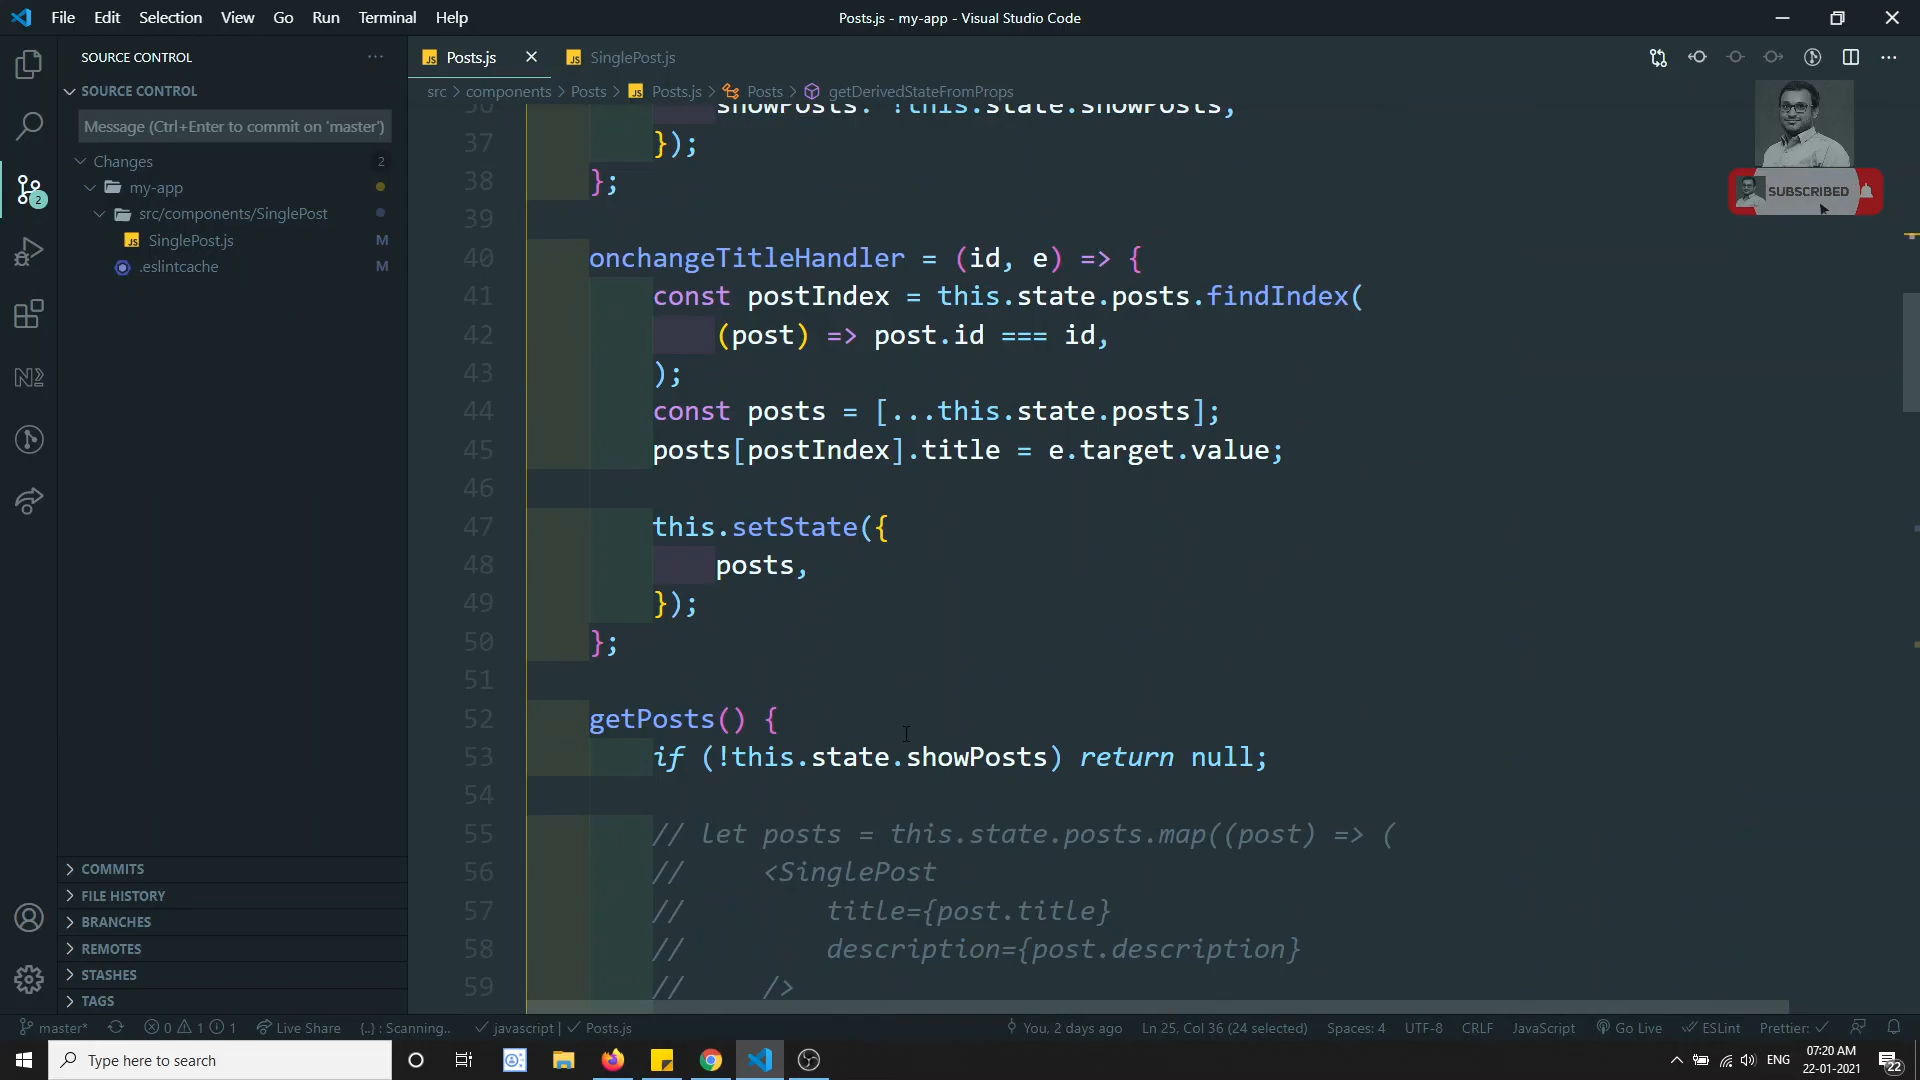 File Edit Selection View Go Run Terminal Help
Posts.js - my-app - Visual Studio Code
SOURCE CONTROL
Posts.js
SinglePost.js
SOURCE CONTROL
src > components > Posts > Posts.js > Posts > getDerivedStateFromProps
Message (Ctrl+Enter to commit on 'master')
Changes 2
my-app
src/components/SinglePost
SinglePost.js M
.eslintcache M
2
SUBSCRIBED
36 showPosts: !this.state.showPosts,
37 });
38 };
39
40 onchangeTitleHandler = (id, e) => {
41 const postIndex = this.state.posts.findIndex(
42 (post) => post.id === id,
43 );
44 const posts = [...this.state.posts];
45 posts[postIndex].title = e.target.value;
46
47 this.setState({
48 posts,
49 });
50 };
51
52 getPosts() {
53 if (!this.state.showPosts) return null;
54
55 // let posts = this.state.posts.map((post) => (
56 // <SinglePost
57 // title={post.title}
58 // description={post.description}
59 // />
COMMITS
FILE HISTORY
BRANCHES
REMOTES
STASHES
TAGS
master* 0 1 1 Live Share {..} : Scanning.. javascript | Posts.js You, 2 days ago Ln 25, Col 36 (24 selected) Spaces: 4 UTF-8 CRLF JavaScript Go Live ESLint Prettier:
Type here to search
ENG
07:20 AM
22-01-2021
22